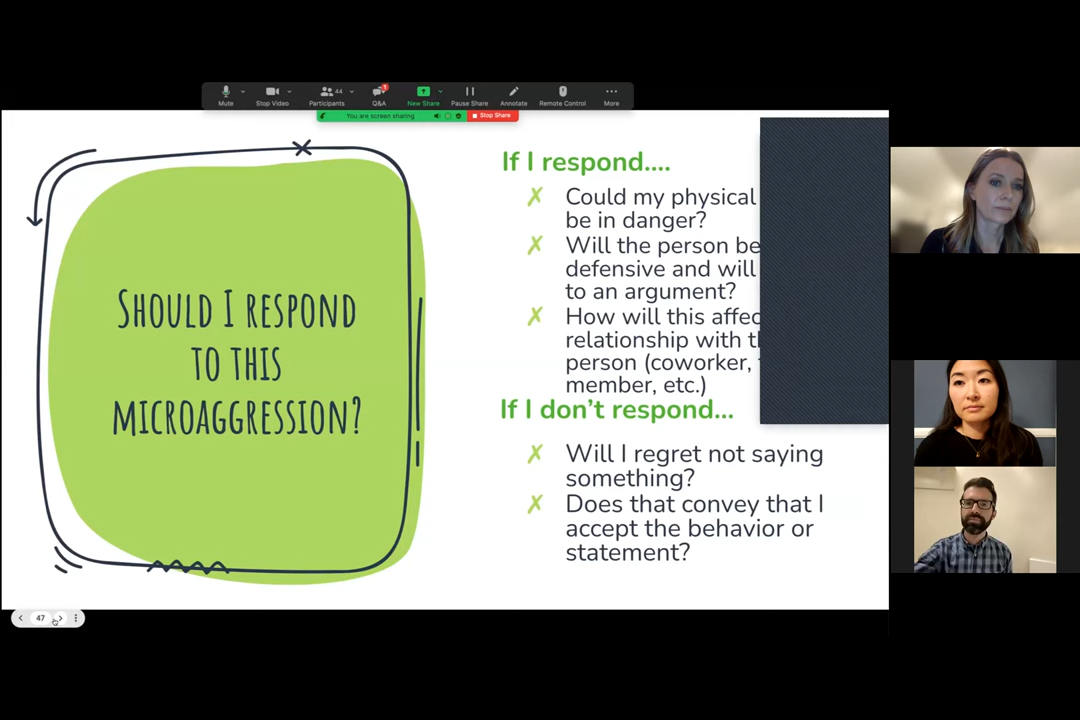 44
1
Mute
Stop Video
Participants
Q&A
New Share
Pause Share
Annotate
Remote Control
More
You are screen sharing
Stop Share
SHOULD I RESPOND
TO THIS
MICROAGGRESSION?
If I respond....
✗ Could my physical
be in danger?
✗ Will the person be
defensive and will
to an argument?
✗ How will this affec
relationship with th
person (coworker,
member, etc.)
If I don't respond...
✗ Will I regret not saying
something?
✗ Does that convey that I
accept the behavior or
statement?
47